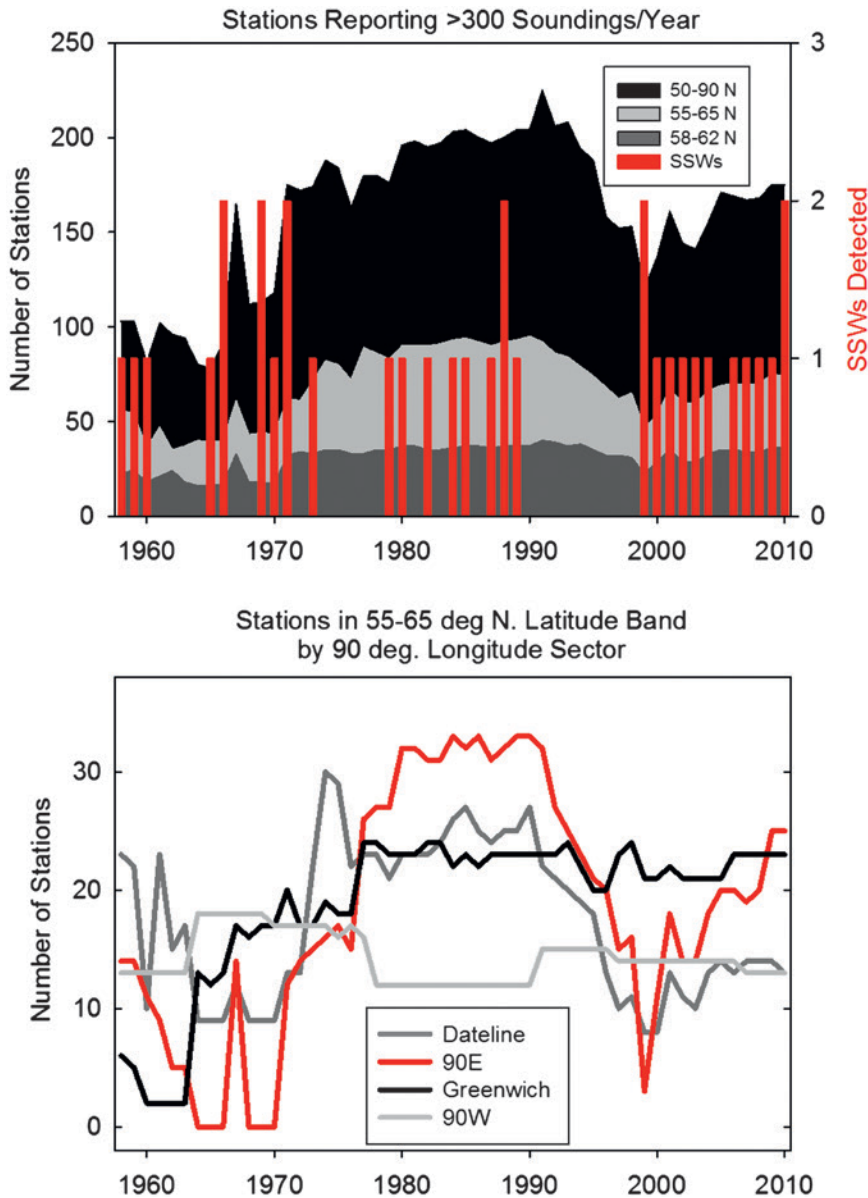 Stations Reporting >300 Soundings/Year
250
200
150
100
50
0
Number of Stations
3
2
1
0
SSWs Detected
50-90 N
55-65 N
58-62 N
SSWs
1960 1970 1980 1990 2000 2010
Stations in 55-65 deg N. Latitude Band
by 90 deg. Longitude Sector
30
20
10
0
Number of Stations
Dateline
90E
Greenwich
90W
1960 1970 1980 1990 2000 2010